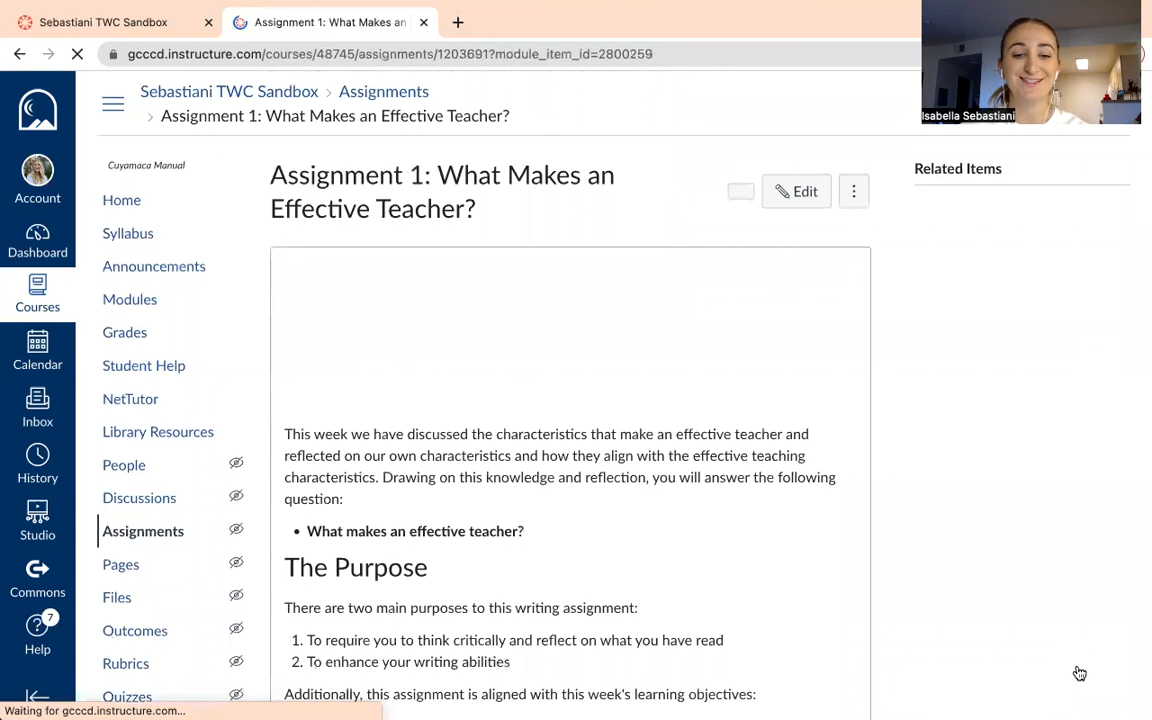 Sebastiani TWC Sandbox
Assignment 1: What Makes an
gcccd.instructure.com/courses/48745/assignments/1203691?module_item_id=2800259
Isabella Sebastiani
Sebastiani TWC Sandbox > Assignments
> Assignment 1: What Makes an Effective Teacher?
Account
Dashboard
Courses
Calendar
Inbox
History
Studio
Commons
7
Help
Cuyamaca Manual
Home
Syllabus
Announcements
Modules
Grades
Student Help
NetTutor
Library Resources
People
Discussions
Assignments
Pages
Files
Outcomes
Rubrics
Quizzes
Assignment 1: What Makes an
Effective Teacher?
Edit
Related Items
This week we have discussed the characteristics that make an effective teacher and
reflected on our own characteristics and how they align with the effective teaching
characteristics. Drawing on this knowledge and reflection, you will answer the following
question:
• What makes an effective teacher?
The Purpose
There are two main purposes to this writing assignment:
1. To require you to think critically and reflect on what you have read
2. To enhance your writing abilities
Additionally, this assignment is aligned with this week's learning objectives:
Waiting for gcccd.instructure.com...